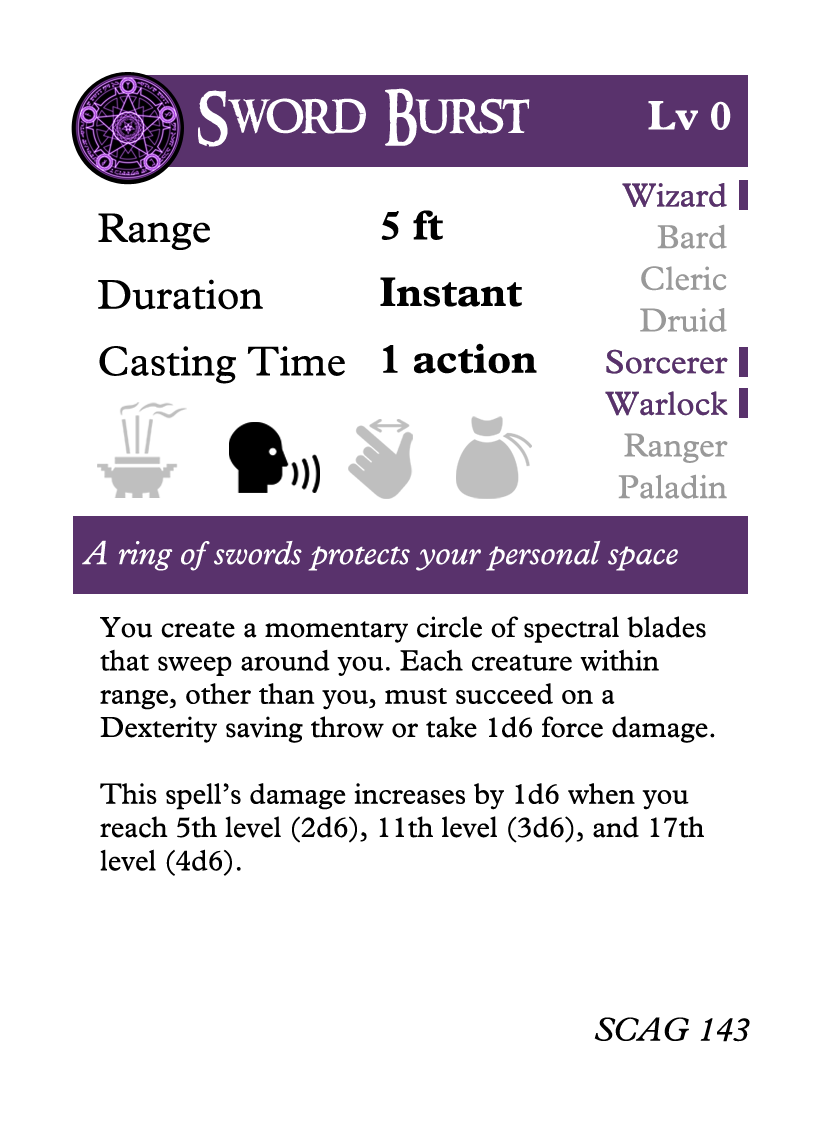 Sword Burst Lv 0
Range 5 ft
Duration Instant
Casting Time 1 action
Wizard
Bard
Cleric
Druid
Sorcerer
Warlock
Ranger
Paladin
A ring of swords protects your personal space
You create a momentary circle of spectral blades
that sweep around you. Each creature within
range, other than you, must succeed on a
Dexterity saving throw or take 1d6 force damage.
This spell’s damage increases by 1d6 when you
reach 5th level (2d6), 11th level (3d6), and 17th
level (4d6).
SCAG 143